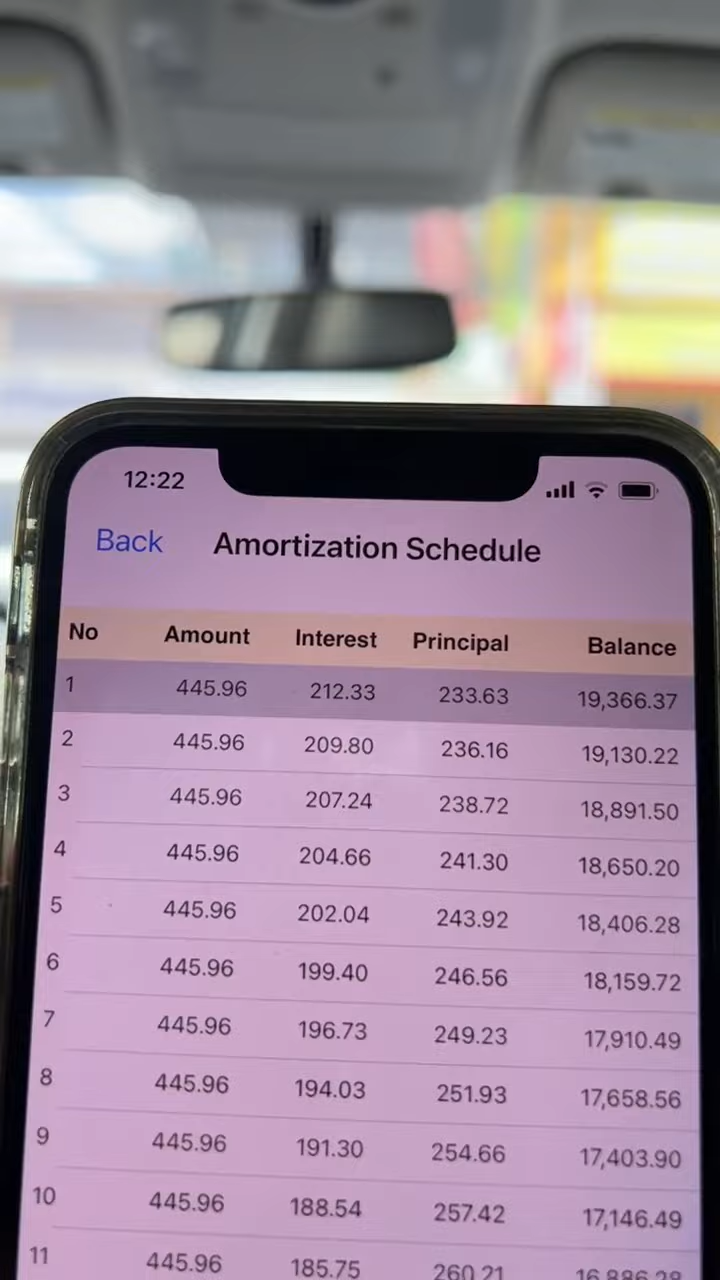 12:22
Back Amortization Schedule
No Amount Interest Principal Balance
1 445.96 212.33 233.63 19,366.37
2 445.96 209.80 236.16 19,130.22
3 445.96 207.24 238.72 18,891.50
4 445.96 204.66 241.30 18,650.20
5 445.96 202.04 243.92 18,406.28
6 445.96 199.40 246.56 18,159.72
7 445.96 196.73 249.23 17,910.49
8 445.96 194.03 251.93 17,658.56
9 445.96 191.30 254.66 17,403.90
10 445.96 188.54 257.42 17,146.49
11 445.96 185.75 260.21 16,886.28